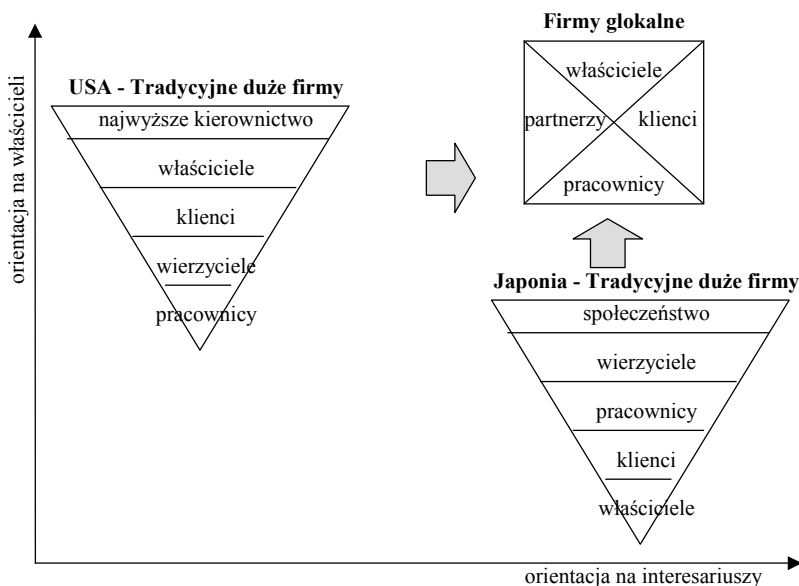 Firmy glokalne
właściciele
partnerzy klienci
pracownicy
USA - Tradycyjne duże firmy
najwyższe kierownictwo
właściciele
klienci
wierzyciele
pracownicy
Japonia - Tradycyjne duże firmy
społeczeństwo
wierzyciele
pracownicy
klienci
właściciele
orientacja na właścicieli
orientacja na interesariuszy